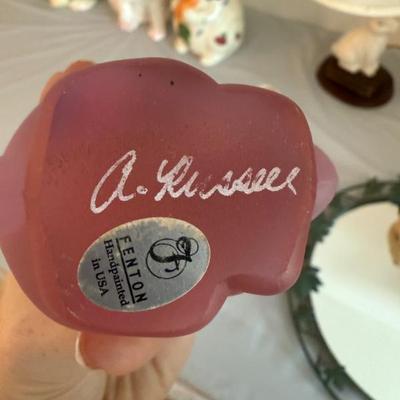 A. Russell
F
FENTON
Handpainted
in USA